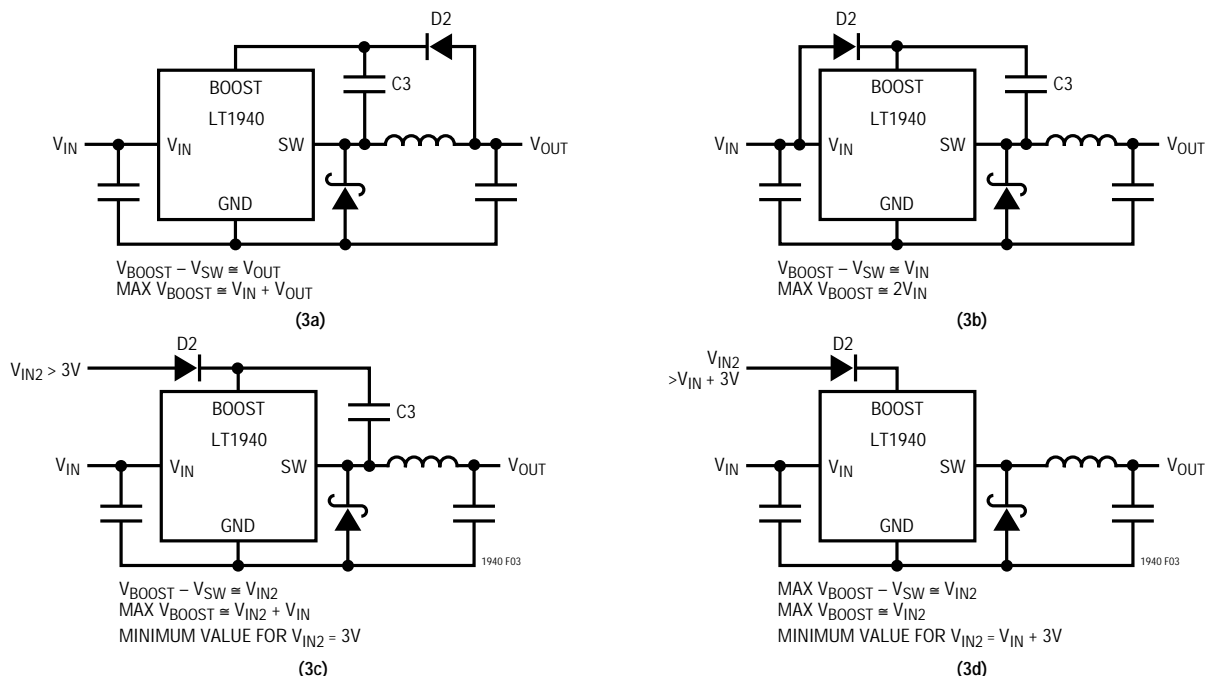 D2
BOOST
C3
LT1940
VIN
VIN
SW
VOUT
GND
VBOOST – VSW ≅ VOUT
MAX VBOOST ≅ VIN + VOUT
(3a)
D2
BOOST
C3
LT1940
VIN
VIN
SW
VOUT
GND
VBOOST – VSW ≅ VIN
MAX VBOOST ≅ 2VIN
(3b)
D2
VIN2 > 3V
BOOST
C3
LT1940
VIN
VIN
SW
VOUT
GND
1940 F03
VBOOST – VSW ≅ VIN2
MAX VBOOST ≅ VIN2 + VIN
MINIMUM VALUE FOR VIN2 = 3V
(3c)
D2
VIN2
>VIN + 3V
BOOST
LT1940
VIN
VIN
SW
VOUT
GND
1940 F03
MAX VBOOST – VSW ≅ VIN2
MAX VBOOST ≅ VIN2
MINIMUM VALUE FOR VIN2 = VIN + 3V
(3d)